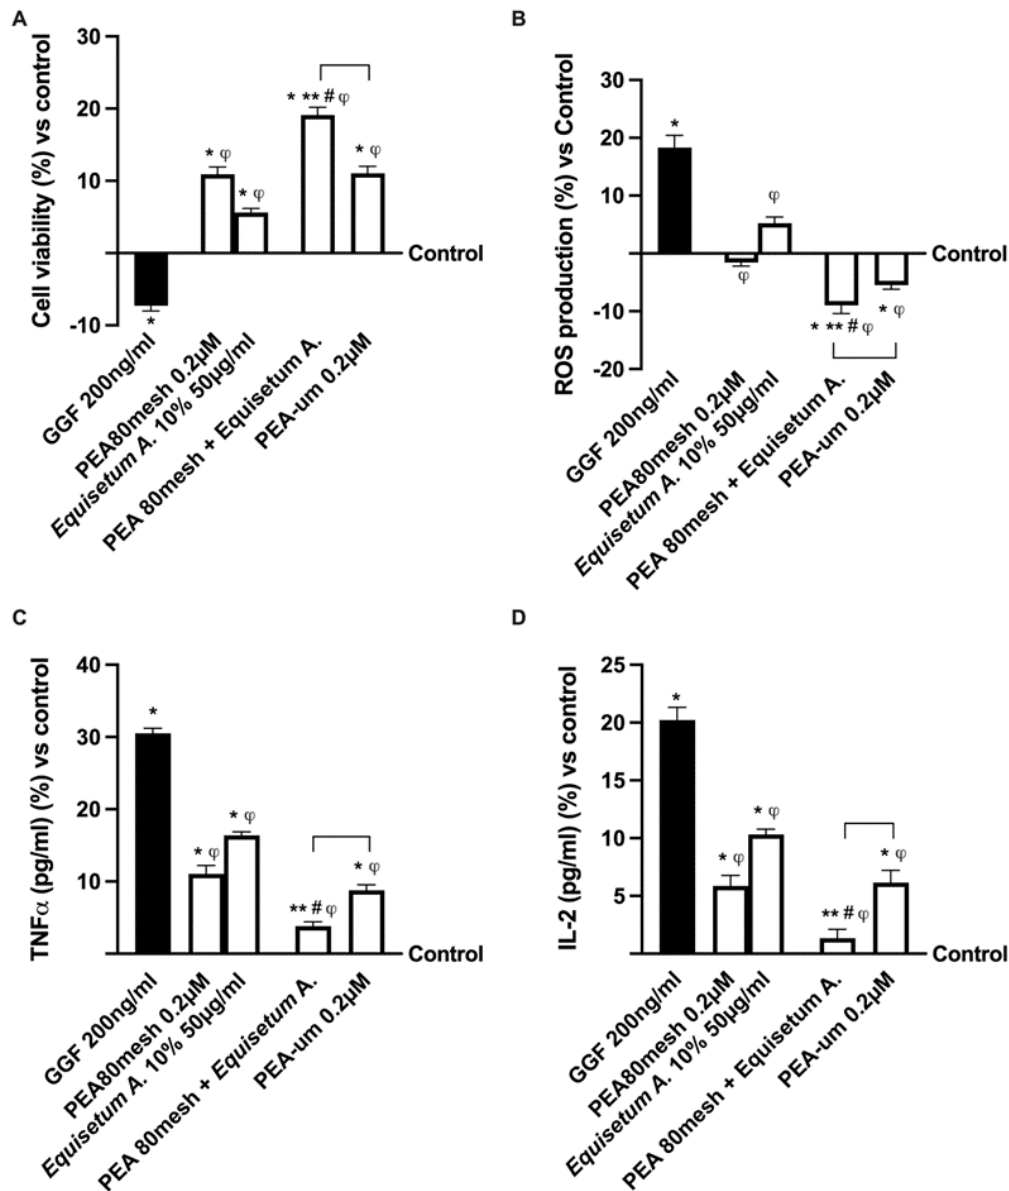 A
Cell viability (%) vs control
30
20
10
-10
* φ
* φ
* ** # φ
* φ
*
Control
GGF 200ng/ml
PEA80mesh 0.2µM
Equisetum A. 10% 50µg/ml
PEA 80mesh + Equisetum A.
PEA-um 0.2µM
B
ROS production (%) vs Control
30
20
10
-10
-20
*
φ
φ
* ** # φ
* φ
Control
GGF 200ng/ml
PEA80mesh 0.2µM
Equisetum A. 10% 50µg/ml
PEA 80mesh + Equisetum A.
PEA-um 0.2µM
C
TNFα (pg/ml) (%) vs control
40
30
20
10
*
* φ
* φ
** # φ
* φ
Control
GGF 200ng/ml
PEA80mesh 0.2µM
Equisetum A. 10% 50µg/ml
PEA 80mesh + Equisetum A.
PEA-um 0.2µM
D
IL-2 (pg/ml) (%) vs control
25
20
15
10
5
*
* φ
* φ
** # φ
* φ
Control
GGF 200ng/ml
PEA80mesh 0.2µM
Equisetum A. 10% 50µg/ml
PEA 80mesh + Equisetum A.
PEA-um 0.2µM